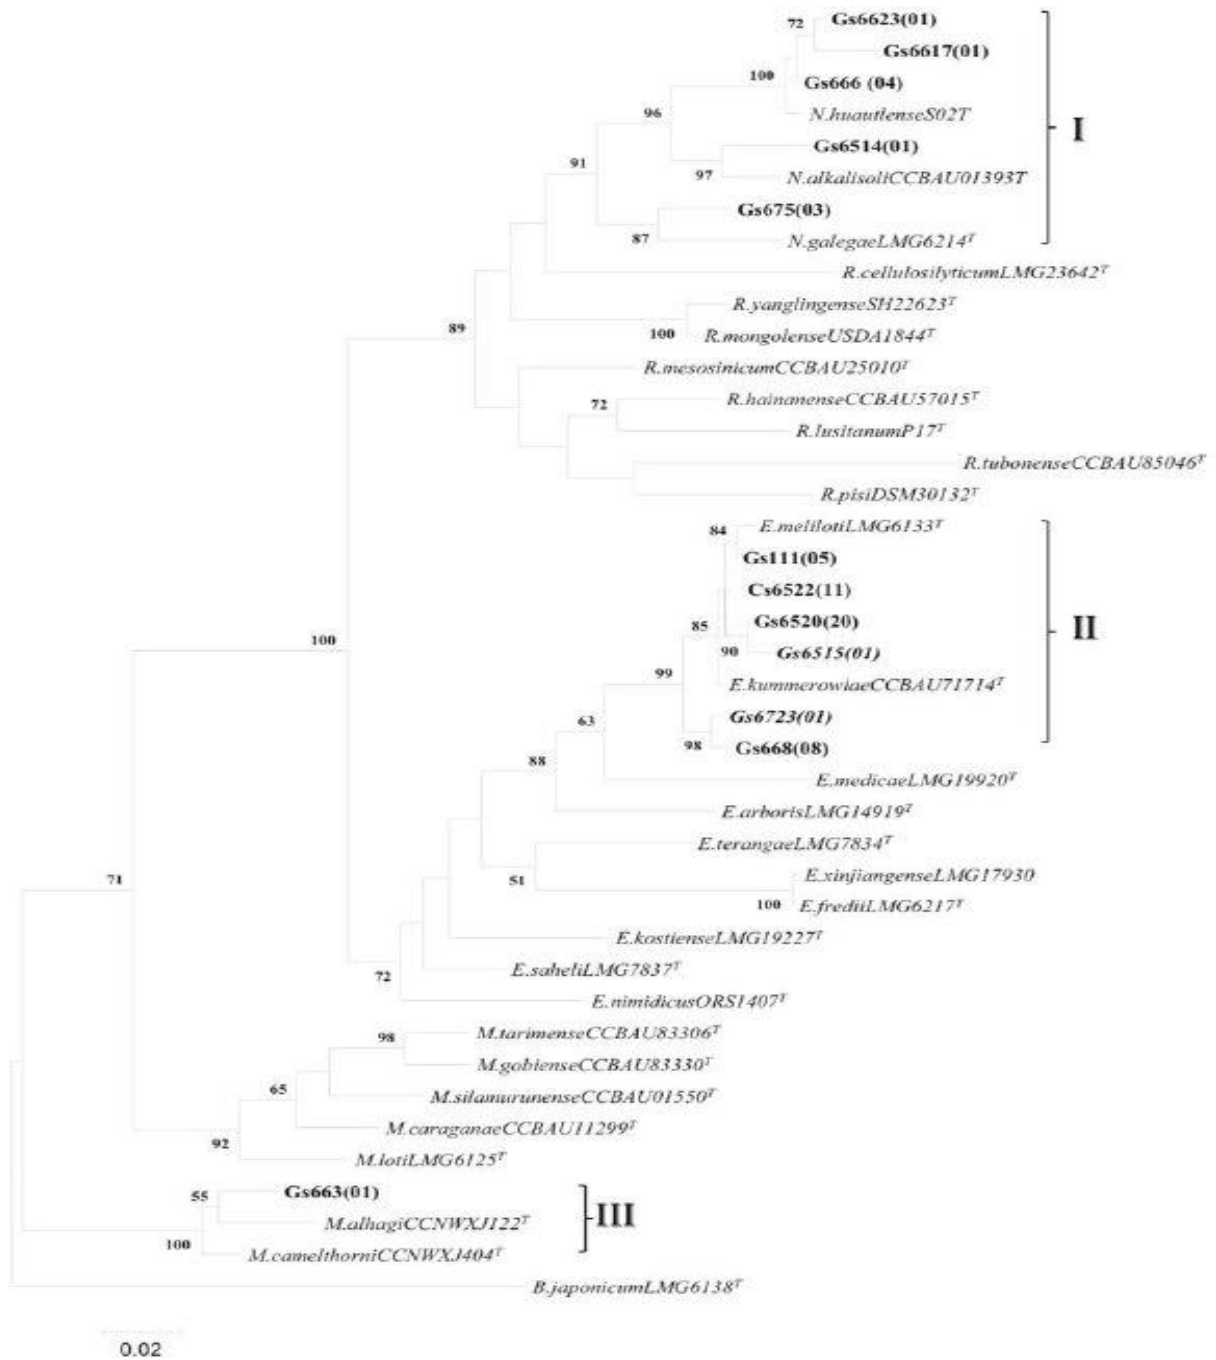 72 Gs6623(01)
Gs6617(01)
100 Gs666 (04)
96 N.huautlenseS02T
I
Gs6514(01)
91
97 N.alkalisoliCCBAU01393T
Gs675(03)
87 N.galegaeLMG6214ᵀ
R.cellulosilyticumLMG23642ᵀ
R.yanglingenseSH22623ᵀ
89 100 R.mongolenseUSDA1844ᵀ
R.mesosinicumCCBAU25010ᵀ
72 R.hainanenseCCBAU57015ᵀ
R.lusitanumP17ᵀ
R.tubonenseCCBAU85046ᵀ
R.pisiDSM30132ᵀ
84 E.melilotiLMG6133ᵀ
Gs111(05)
Cs6522(11)
85 Gs6520(20)
II
100 90 Gs6515(01)
99 E.kummerowiaeCCBAU71714ᵀ
63 Gs6723(01)
98 Gs668(08)
88
E.medicaeLMG19920ᵀ
E.arborisLMG14919ᵀ
E.terangaeLMG7834ᵀ
71 51 E.xinjiangenseLMG17930
100 E.frediiLMG6217ᵀ
E.kostienseLMG19227ᵀ
72 E.saheliLMG7837ᵀ
E.nimidicusORS1407ᵀ
98 M.tarimenseCCBAU83306ᵀ
M.gobienseCCBAU83330ᵀ
65 M.silamurunenseCCBAU01550ᵀ
M.caraganaeCCBAU11299ᵀ
92 M.lotiLMG6125ᵀ
55 Gs663(01)
III
M.alhagiCCNWXJ122ᵀ
100 M.camelthorniCCNWXJ404ᵀ
B.japonicumLMG6138ᵀ
0.02